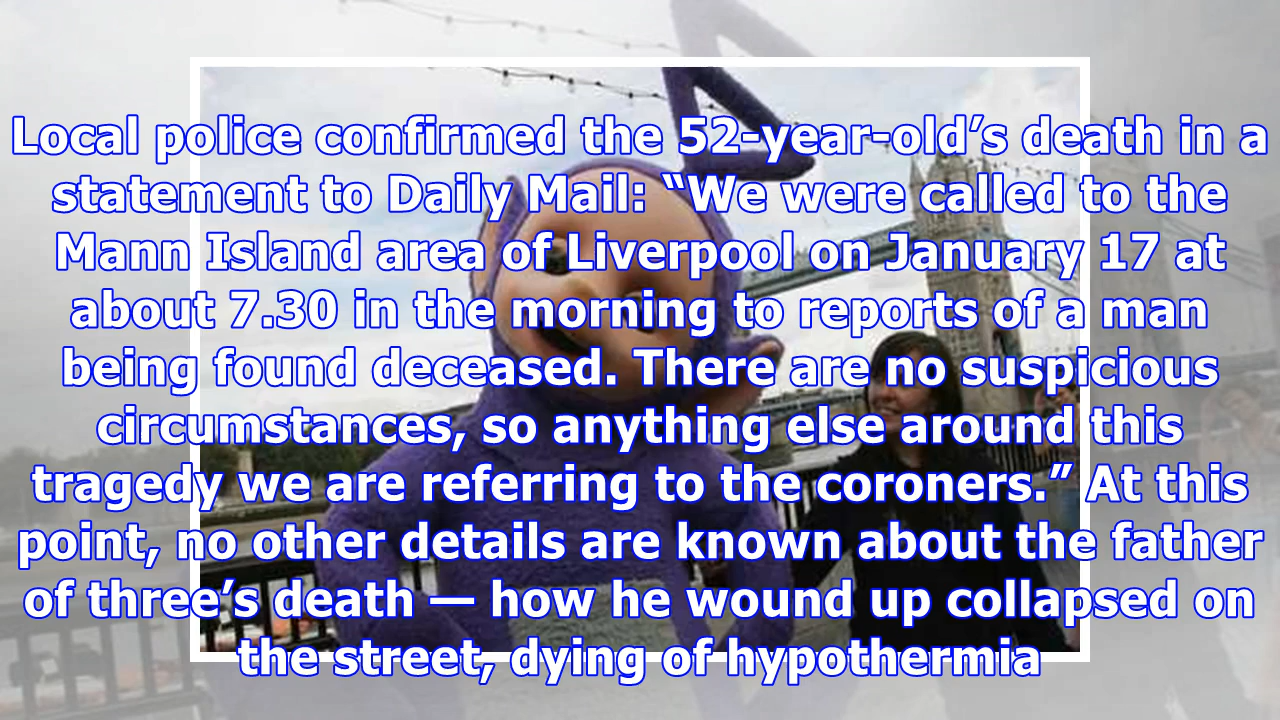 Local police confirmed the 52-year-old’s death in a
statement to Daily Mail: “We were called to the
Mann Island area of Liverpool on January 17 at
about 7.30 in the morning to reports of a man
being found deceased. There are no suspicious
circumstances, so anything else around this
tragedy we are referring to the coroners.” At this
point, no other details are known about the father
of three’s death — how he wound up collapsed on
the street, dying of hypothermia